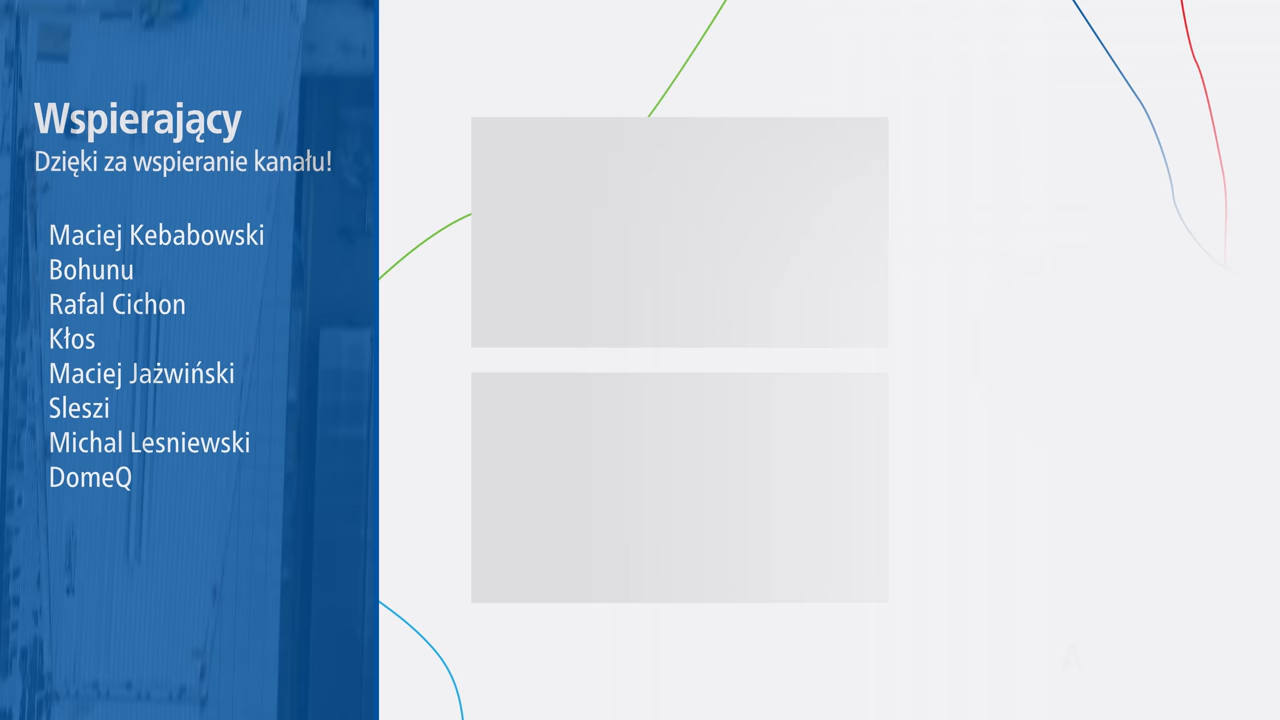 Wspierający
Dzięki za wspieranie kanału!
Maciej Kebabowski
Bohunu
Rafal Cichon
Kłos
Maciej Jażwiński
Sleszi
Michal Lesniewski
DomeQ